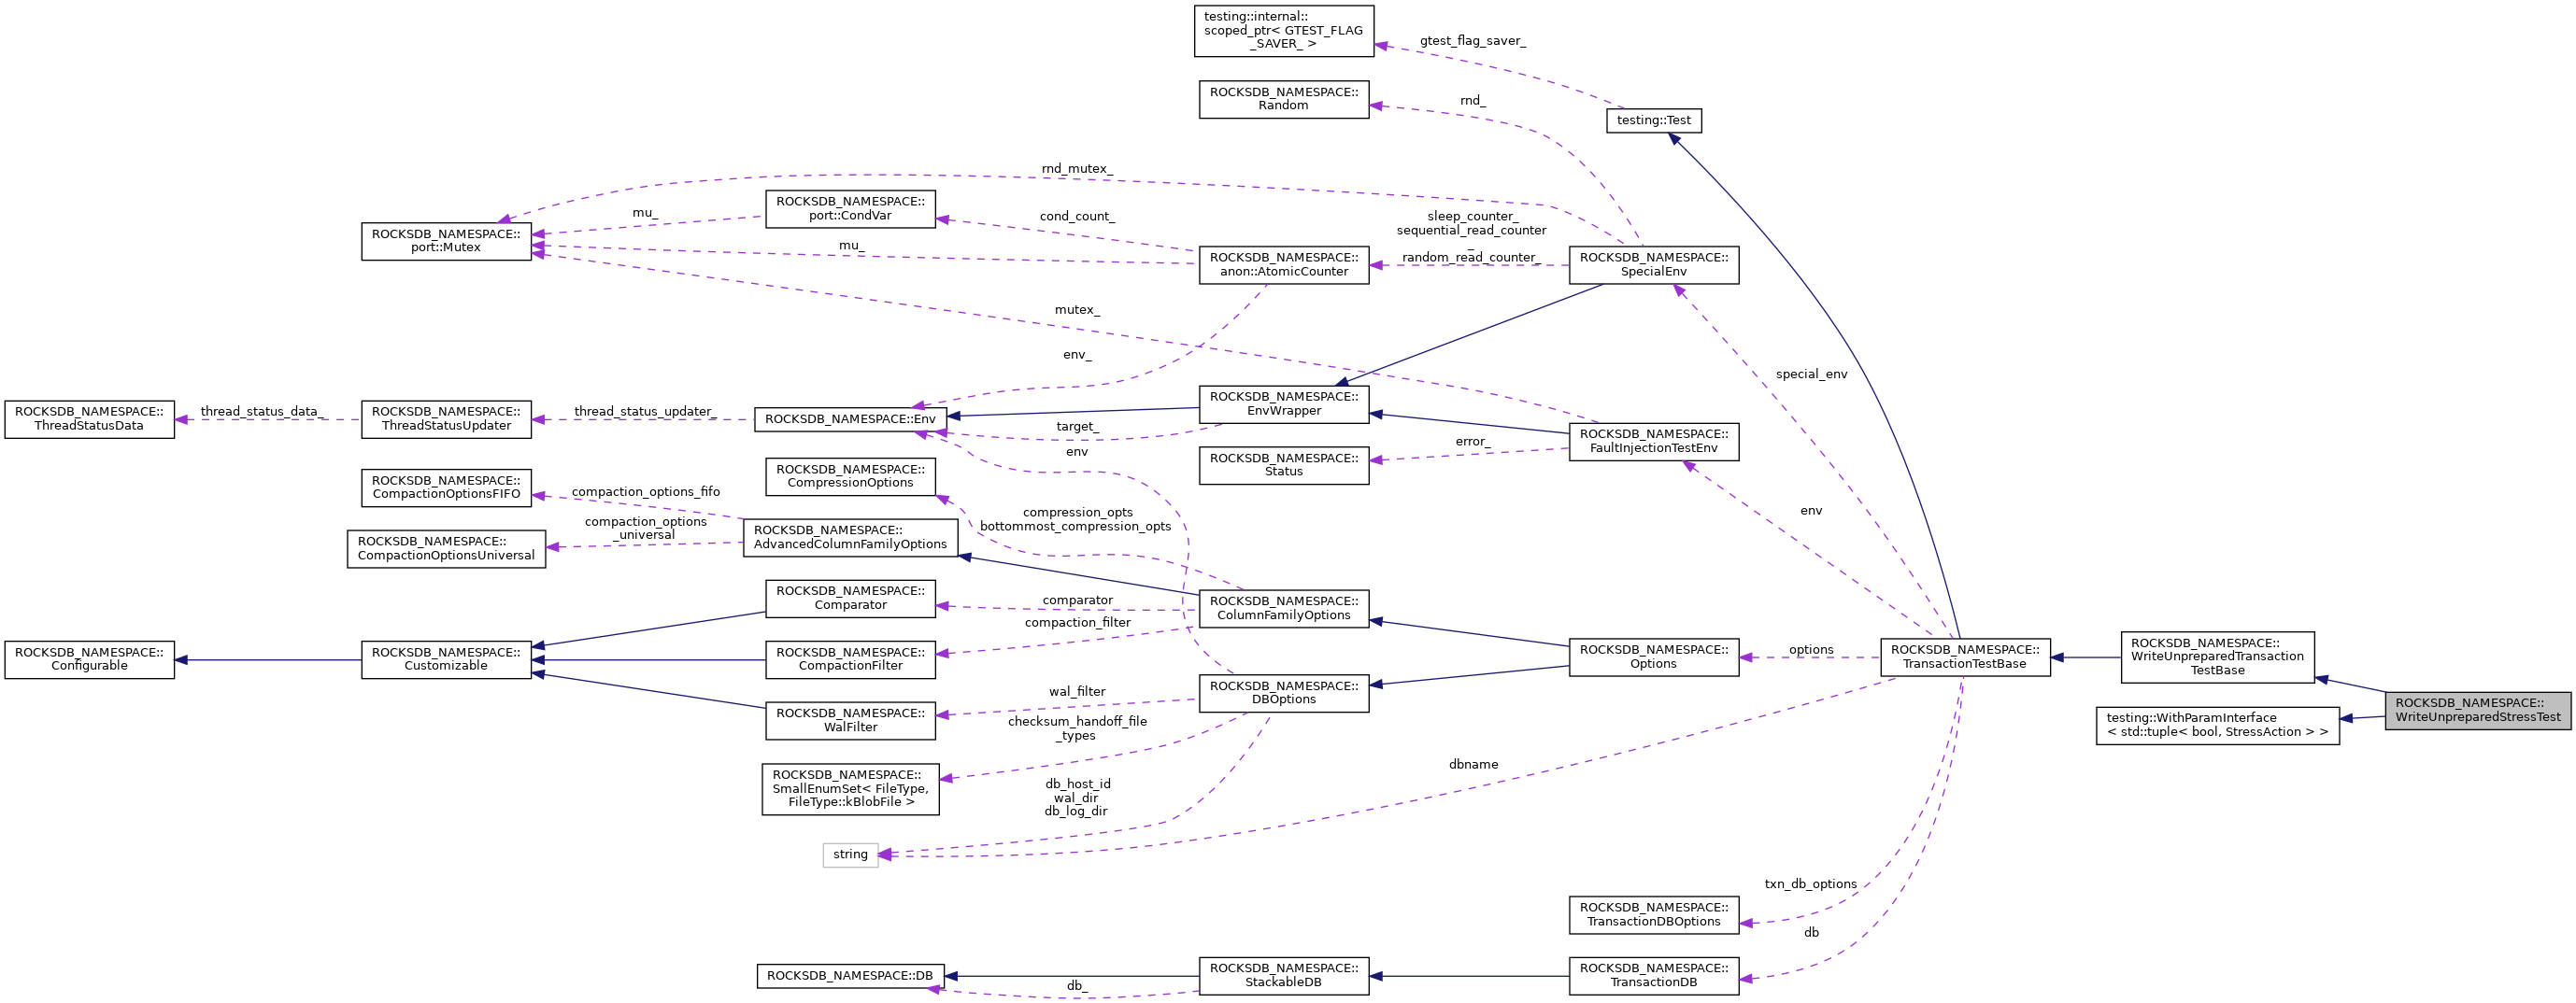 testing::internal::
scoped_ptr< GTEST_FLAG
_SAVER_ >
gtest_flag_saver_
ROCKSDB_NAMESPACE::
Random
rnd_
testing::Test
rnd_mutex_
ROCKSDB_NAMESPACE::
port::CondVar
mu_
ROCKSDB_NAMESPACE::
port::Mutex
cond_count_
mu_
sleep_counter_
sequential_read_counter
_
random_read_counter_
ROCKSDB_NAMESPACE::
anon::AtomicCounter
ROCKSDB_NAMESPACE::
SpecialEnv
mutex_
env_
special_env
ROCKSDB_NAMESPACE::
ThreadStatusData
thread_status_data_
ROCKSDB_NAMESPACE::
ThreadStatusUpdater
thread_status_updater_
ROCKSDB_NAMESPACE::Env
ROCKSDB_NAMESPACE::
EnvWrapper
target_
env
ROCKSDB_NAMESPACE::
FaultInjectionTestEnv
error_
ROCKSDB_NAMESPACE::
Status
ROCKSDB_NAMESPACE::
CompressionOptions
ROCKSDB_NAMESPACE::
CompactionOptionsFIFO
compaction_options_fifo
compression_opts
bottommost_compression_opts
env
compaction_options
_universal
ROCKSDB_NAMESPACE::
AdvancedColumnFamilyOptions
ROCKSDB_NAMESPACE::
CompactionOptionsUniversal
ROCKSDB_NAMESPACE::
Comparator
comparator
ROCKSDB_NAMESPACE::
ColumnFamilyOptions
compaction_filter
ROCKSDB_NAMESPACE::
Configurable
ROCKSDB_NAMESPACE::
Customizable
ROCKSDB_NAMESPACE::
CompactionFilter
ROCKSDB_NAMESPACE::
Options
options
ROCKSDB_NAMESPACE::
TransactionTestBase
ROCKSDB_NAMESPACE::
WriteUnpreparedTransaction
TestBase
ROCKSDB_NAMESPACE::
DBOptions
wal_filter
ROCKSDB_NAMESPACE::
WalFilter
checksum_handoff_file
_types
ROCKSDB_NAMESPACE::
WriteUnpreparedStressTest
testing::WithParamInterface
< std::tuple< bool, StressAction > >
ROCKSDB_NAMESPACE::
SmallEnumSet< FileType,
FileType::kBlobFile >
dbname
db_host_id
wal_dir
db_log_dir
string
txn_db_options
ROCKSDB_NAMESPACE::
TransactionDBOptions
db
ROCKSDB_NAMESPACE::DB
db_
ROCKSDB_NAMESPACE::
StackableDB
ROCKSDB_NAMESPACE::
TransactionDB